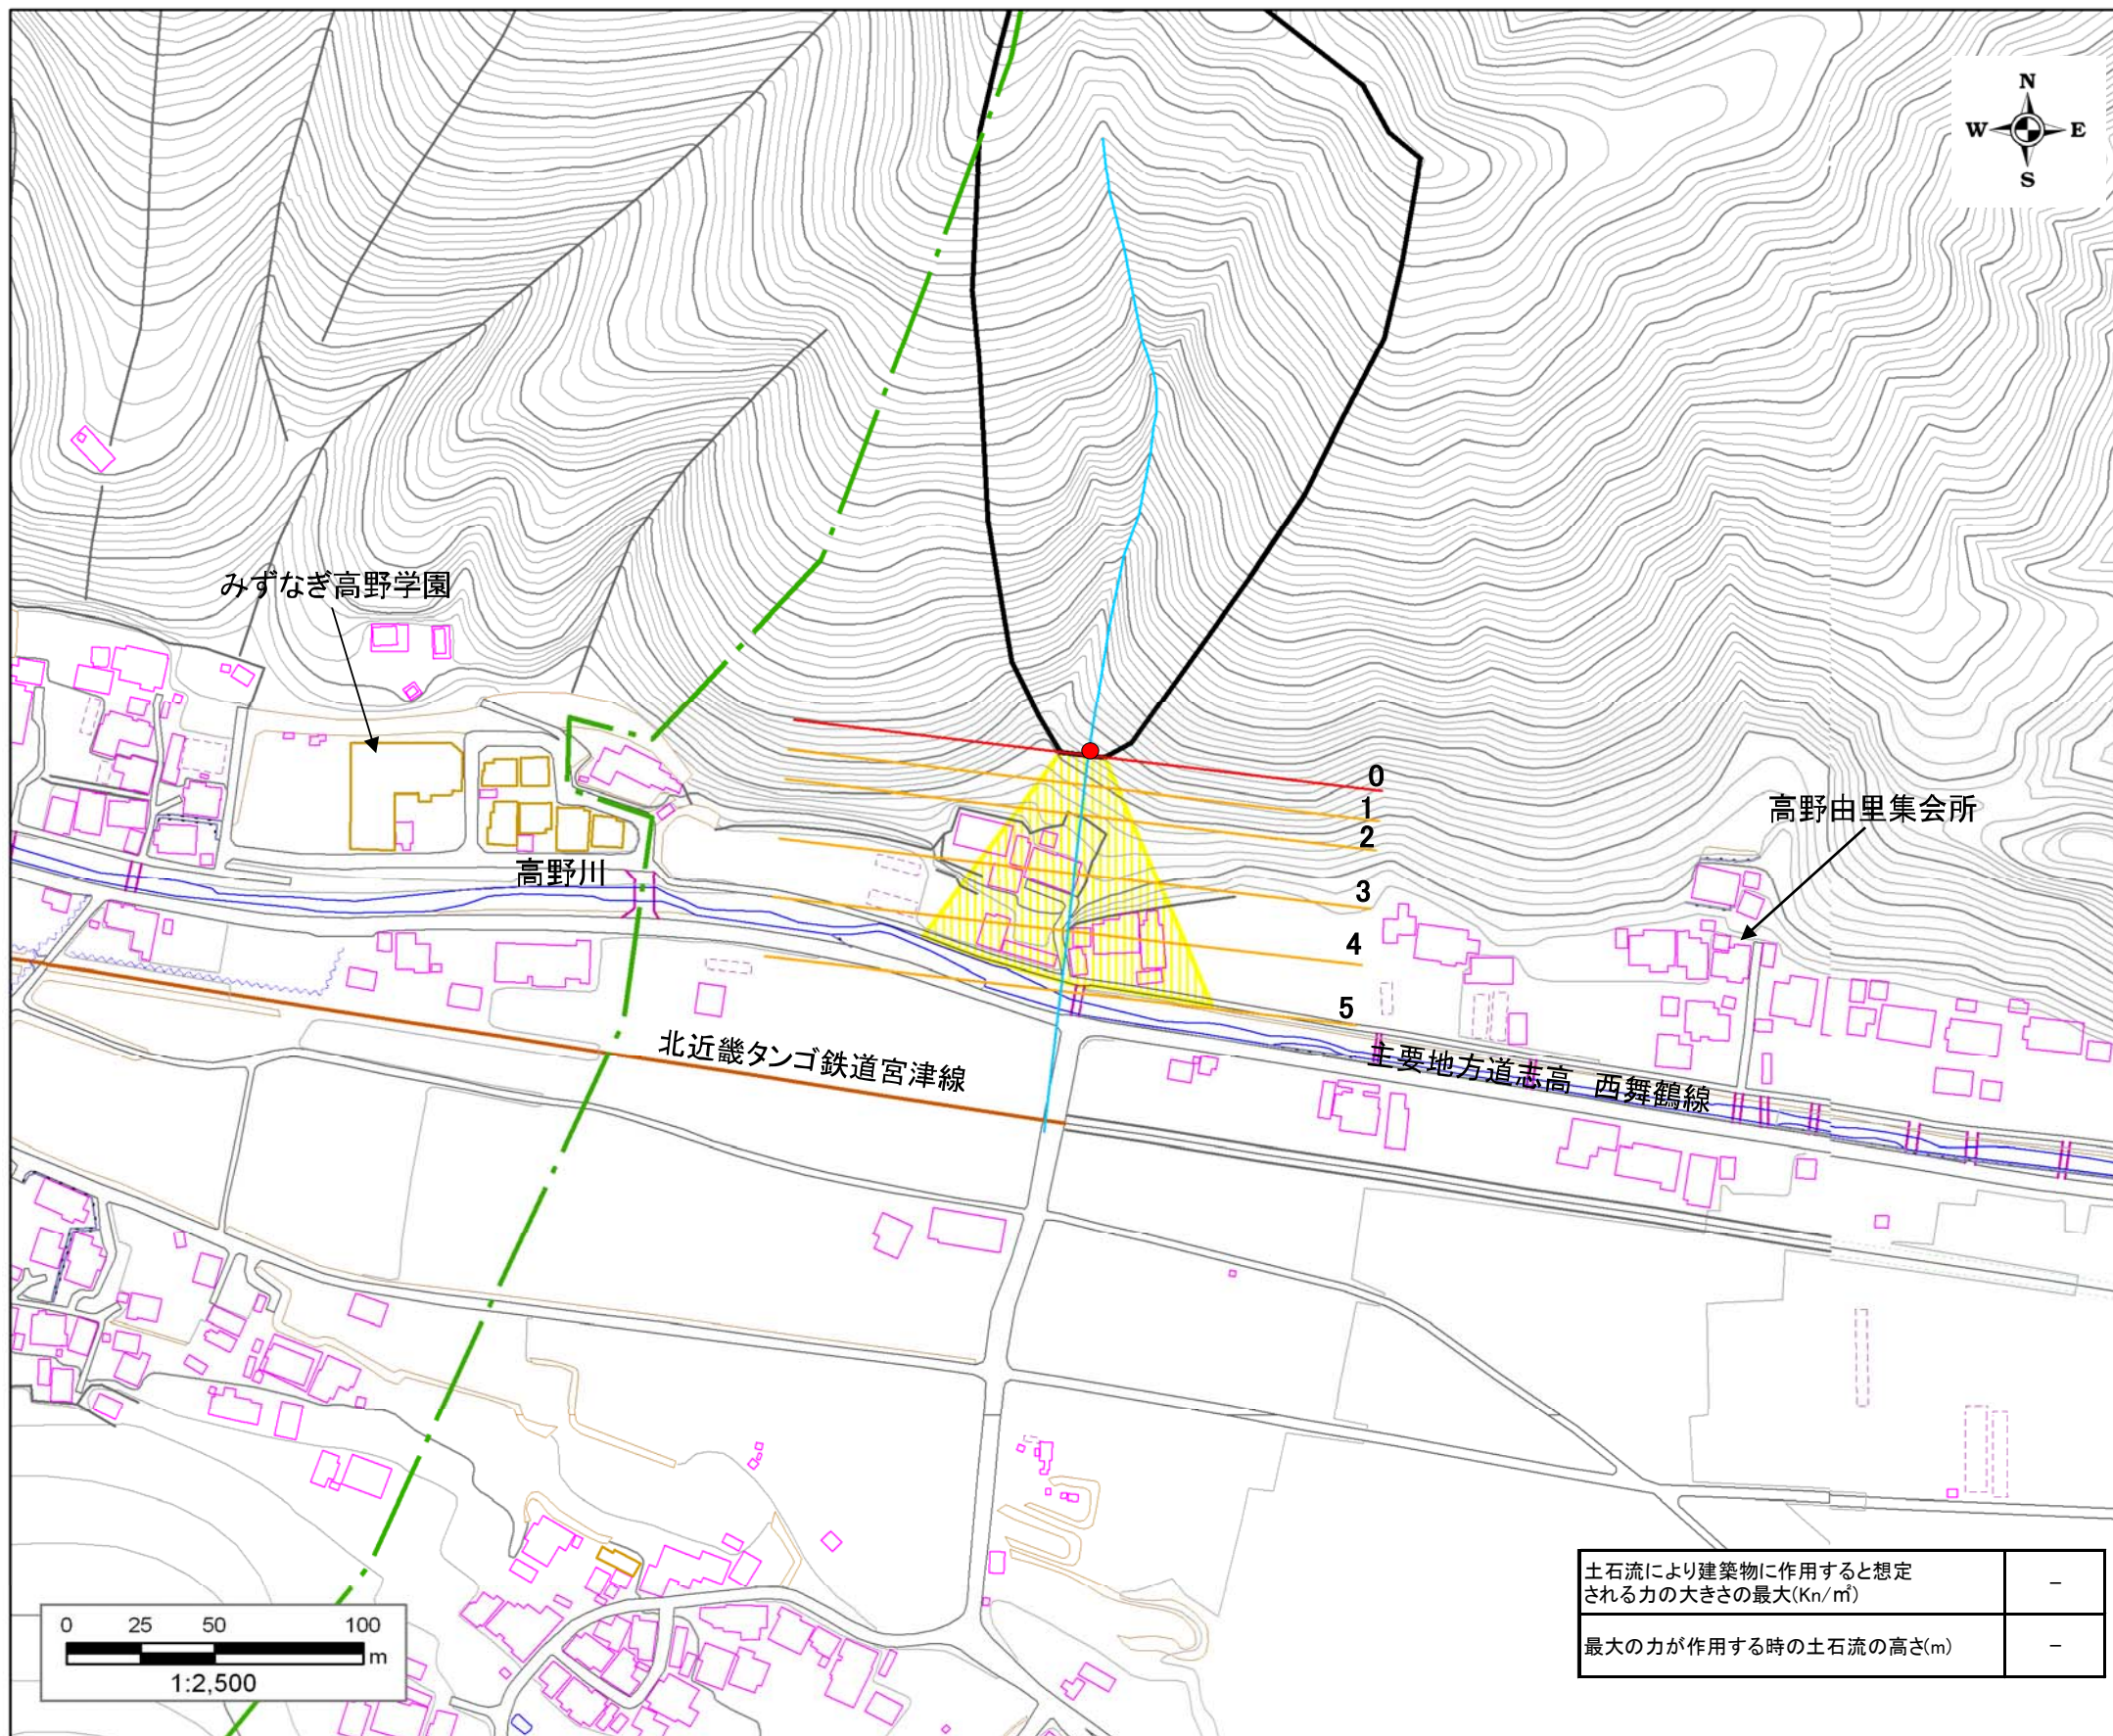 N
W E
S
みずなぎ高野学園
0
1
高野由里集会所
2
高野川
3
4
5
北近畿タンゴ鉄道宮津線
主要地方道志高 西舞鶴線
土石流により建築物に作用すると想定
される力の大きさの最大(Kn/㎡)
－
最大の力が作用する時の土石流の高さ(m)
－
0 25 50 100
m
1:2,500